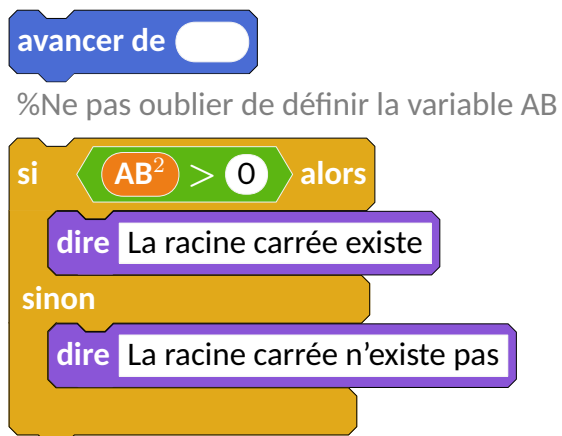 avancer de
%Ne pas oublier de définir la variable AB
si AB² > 0 alors
dire La racine carrée existe
sinon
dire La racine carrée n’existe pas